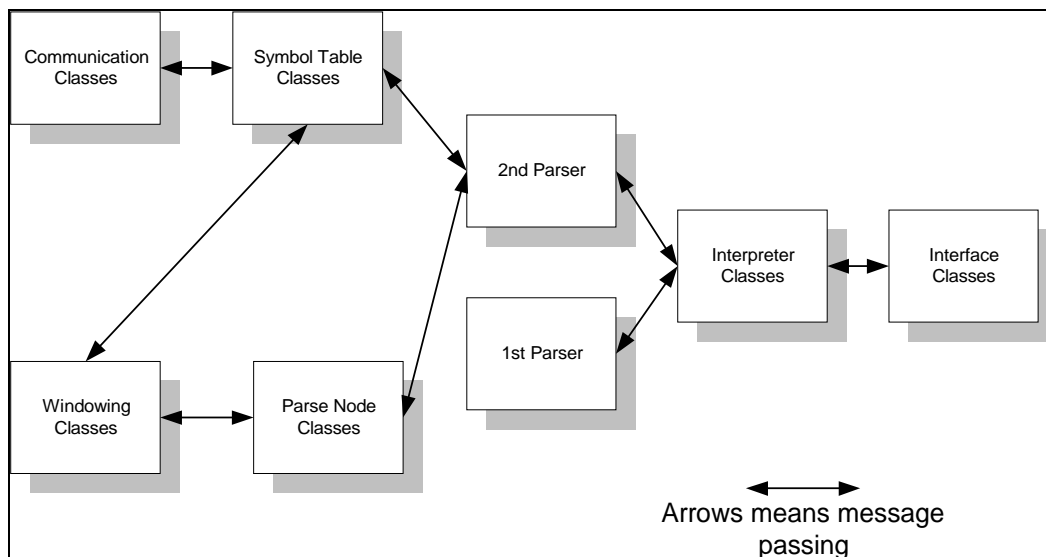 Communication
Classes
Symbol Table
Classes
2nd Parser
Interpreter
Classes
Interface
Classes
1st Parser
Windowing
Classes
Parse Node
Classes
Arrows means message
passing